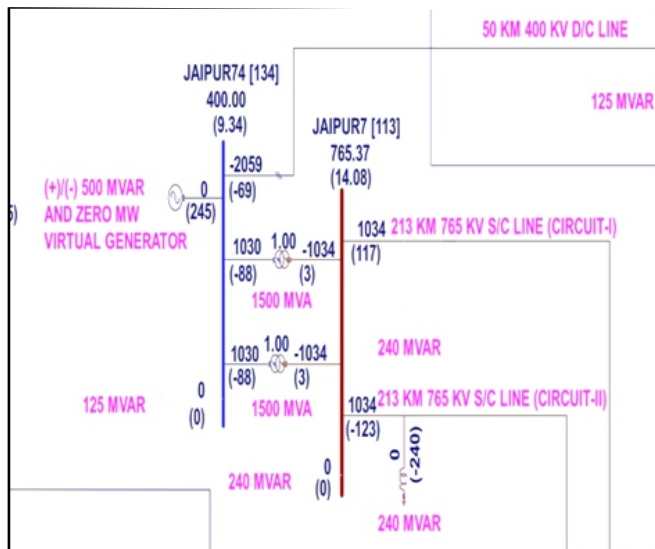 50 KM 400 KV D/C LINE
JAIPUR74 [134]
400.00
(9.34)
125 MVAR
JAIPUR7 [113]
765.37
(14.08)
-2059
(-69)
(+)/(-) 500 MVAR
AND ZERO MW
VIRTUAL GENERATOR
0
(245)
1030
(-88)
1.00
-1034
(3)
1500 MVA
1034
(117)
213 KM 765 KV S/C LINE (CIRCUIT-I)
240 MVAR
1030
(-88)
1.00
-1034
(3)
1500 MVA
0
(0)
125 MVAR
1034
(-123)
213 KM 765 KV S/C LINE (CIRCUIT-II)
0
(-240)
240 MVAR
0
(0)
240 MVAR